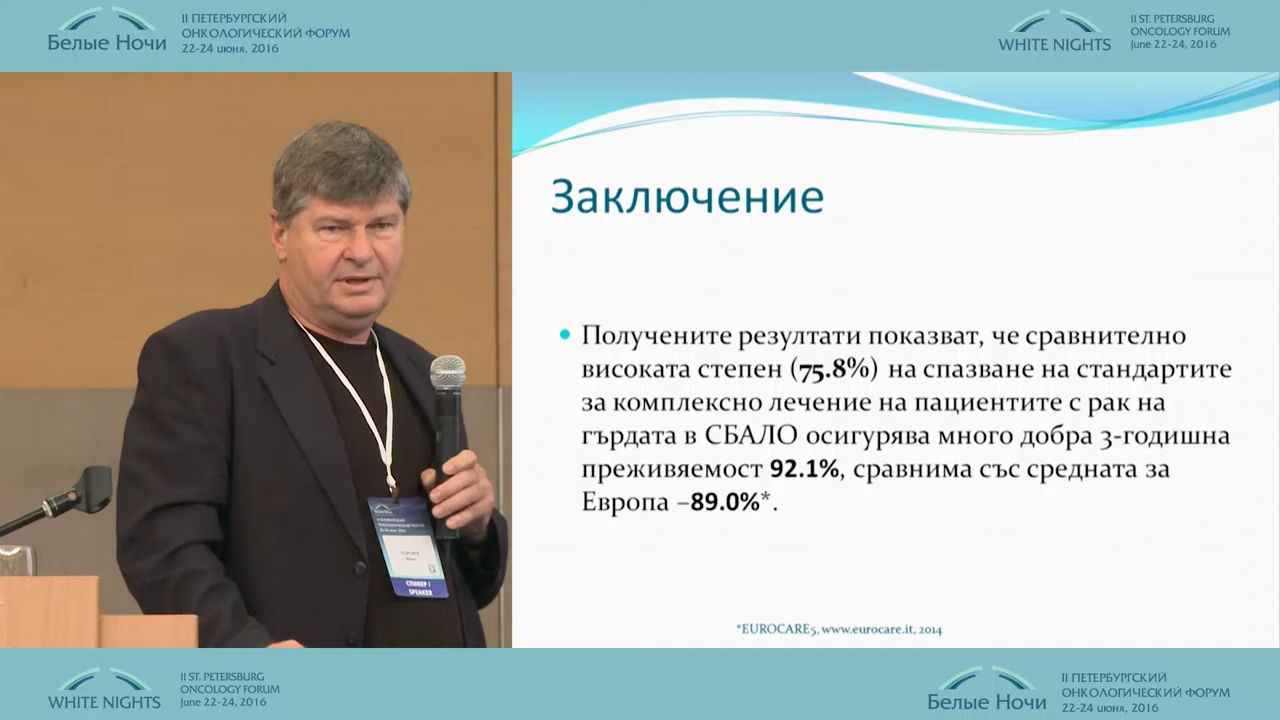 Белые Ночи
II ПЕТЕРБУРГСКИЙ
ОНКОЛОГИЧЕСКИЙ ФОРУМ
22-24 июня, 2016
WHITE NIGHTS
II ST. PETERSBURG
ONCOLOGY FORUM
June 22-24, 2016
Заключение
Получените резултати показват, че сравнително
високата степен (75.8%) на спазване на стандартите
за комплексно лечение на пациентите с рак на
гърдата в СБАЛО осигурява много добра 3-годишна
преживяемост 92.1%, сравнима със средната за
Европа –89.0%*.
*EUROCARE5, www.eurocare.it, 2014
СПИКЕР /
SPEAKER
WHITE NIGHTS
II ST. PETERSBURG
ONCOLOGY FORUM
June 22-24, 2016
Белые Ночи
II ПЕТЕРБУРГСКИЙ
ОНКОЛОГИЧЕСКИЙ ФОРУМ
22-24 июня, 2016